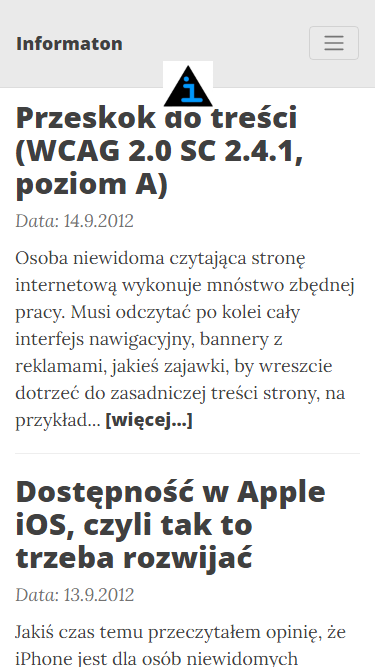 Informaton
i
Przeskok do treści
(WCAG 2.0 SC 2.4.1,
poziom A)
Data: 14.9.2012
Osoba niewidoma czytająca stronę
internetową wykonuje mnóstwo zbędnej
pracy. Musi odczytać po kolei cały
interfejs nawigacyjny, bannery z
reklamami, jakieś zajawki, by wreszcie
dotrzeć do zasadniczej treści strony, na
przykład... [więcej...]
Dostępność w Apple
iOS, czyli tak to
trzeba rozwijać
Data: 13.9.2012
Jakiś czas temu przeczytałem opinię, że
iPhone jest dla osób niewidomych